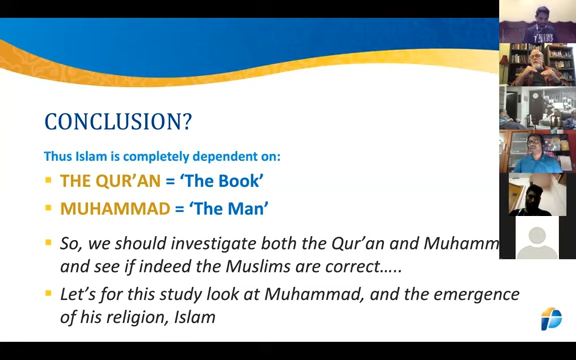 CONCLUSION?
Thus Islam is completely dependent on:
THE QUR'AN = 'The Book'
MUHAMMAD = 'The Man'
So, we should investigate both the Qur'an and Muhamm
and see if indeed the Muslims are correct…..
Let's for this study look at Muhammad, and the emergence
of his religion, Islam